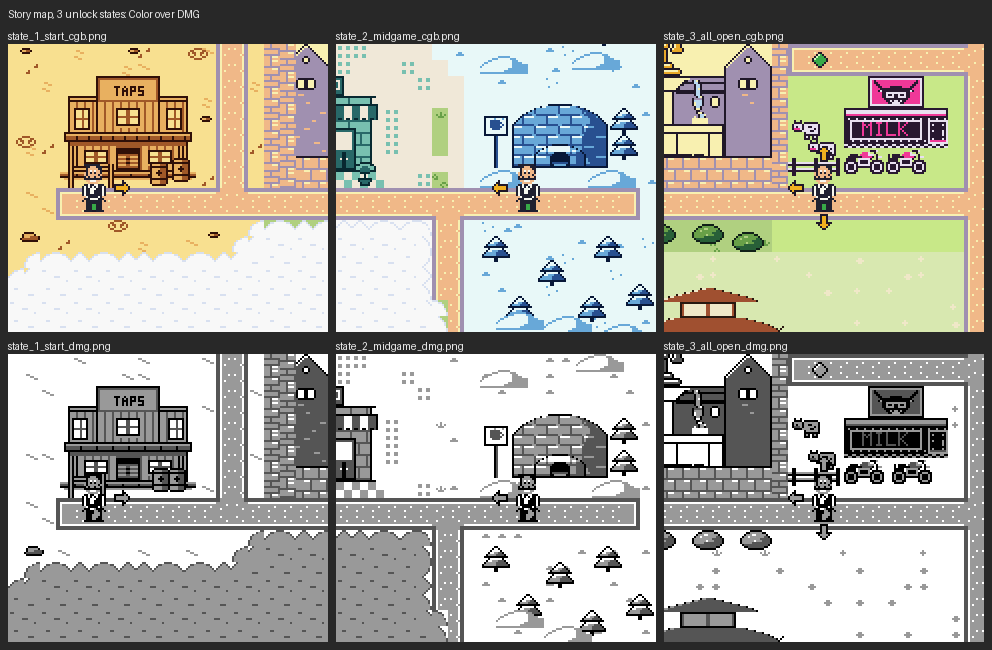 Story map, 3 unlock states: Color over DMG
state_1_start_cgb.png
state_2_midgame_cgb.png
state_3_all_open_cgb.png
TAPS
MILK
state_1_start_dmg.png
state_2_midgame_dmg.png
state_3_all_open_dmg.png
TAPS
MILK